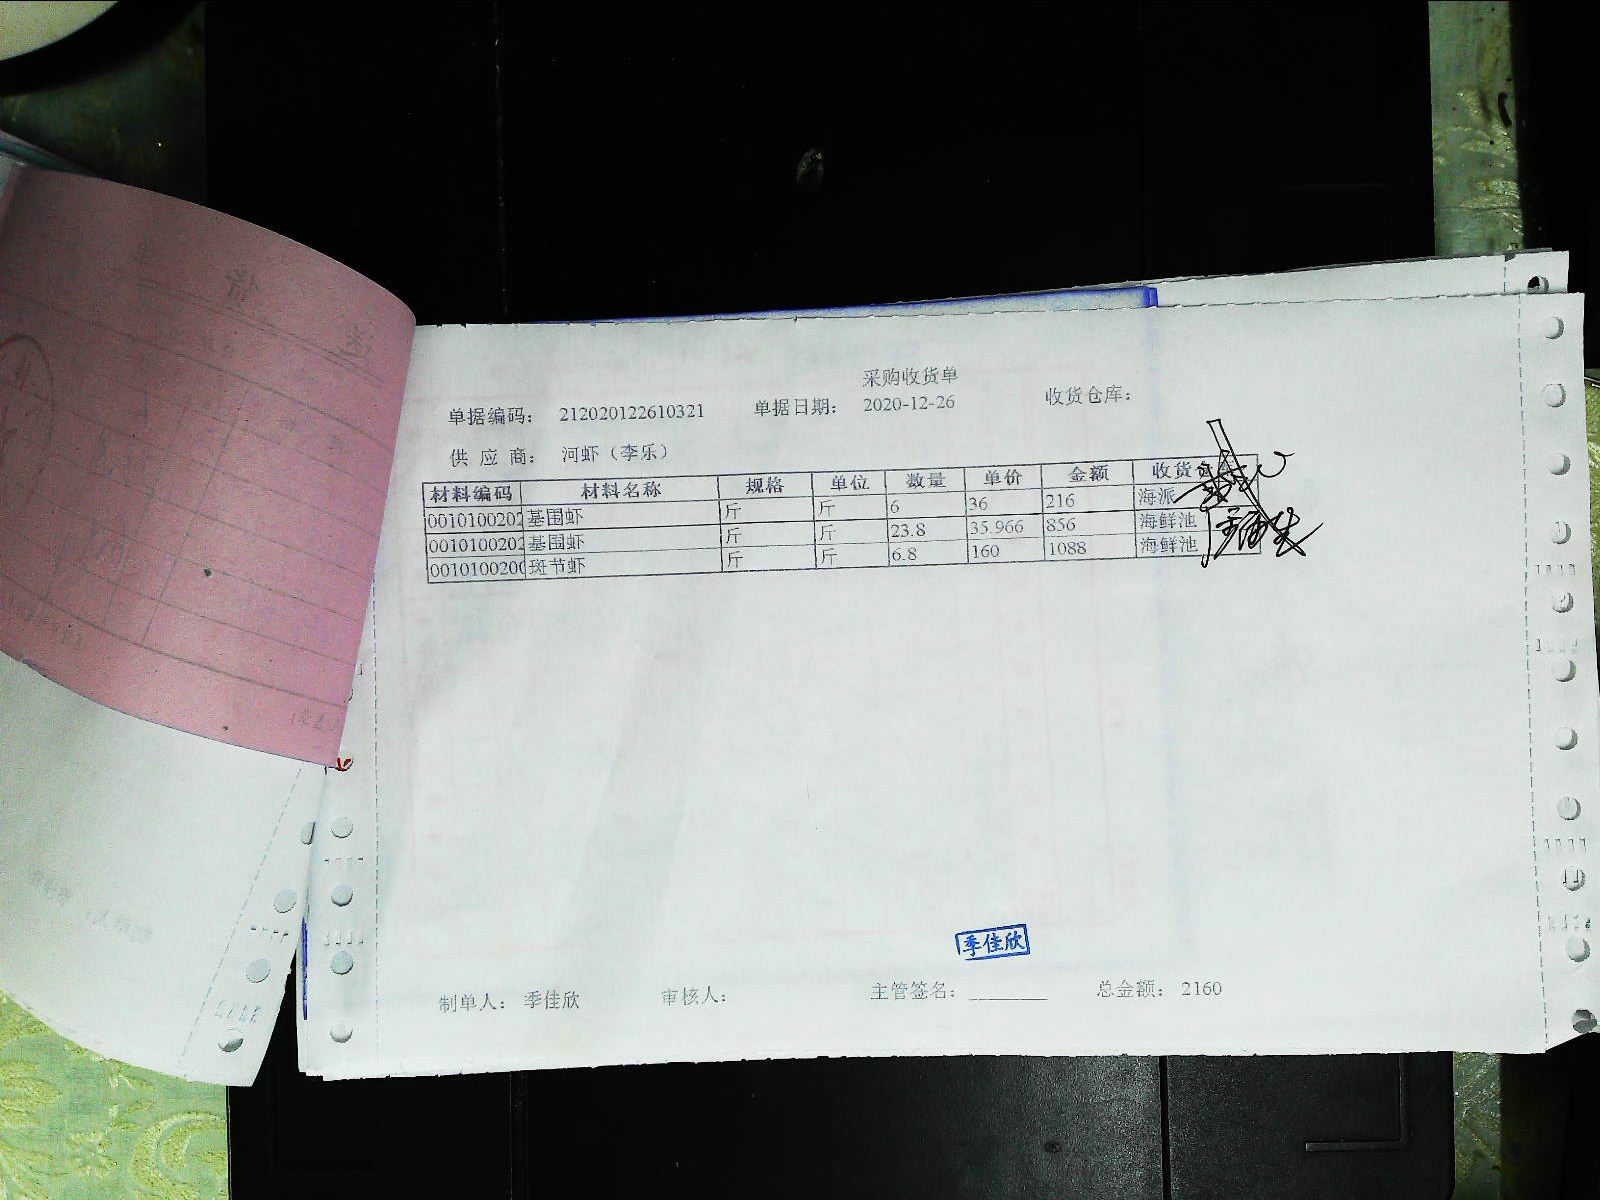 采购收货单
单据编码： 212020122610321 单据日期： 2020-12-26 收货仓库：
供 应 商： 河虾（李乐）
材料编码 材料名称 规格 单位 数量 单价 金额 收货
0010100202 基围虾 斤 斤 6 36 216 海派
0010100202 基围虾 斤 斤 23.8 35.966 856 海鲜池
0010100200 斑节虾 斤 斤 6.8 160 1088 海鲜池
季佳欣
制单人： 季佳欣 审核人： 主管签名： 总金额： 2160